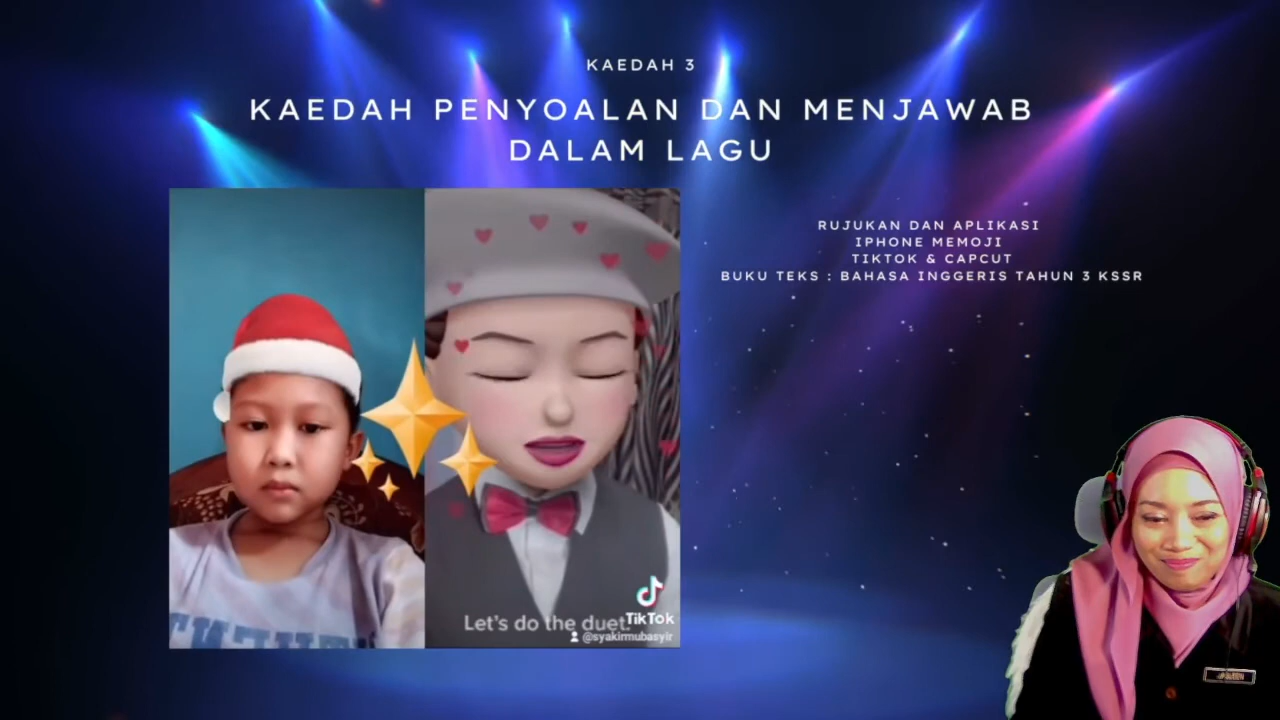 KAEDAH 3
KAEDAH PENYOALAN DAN MENJAWAB
DALAM LAGU
RUJUKAN DAN APLIKASI
IPHONE MEMOJI
TIKTOK & CAPCUT
BUKU TEKS : BAHASA INGGERIS TAHUN 3 KSSR
Let's do the duet.
TikTok
@syakirmubasyir